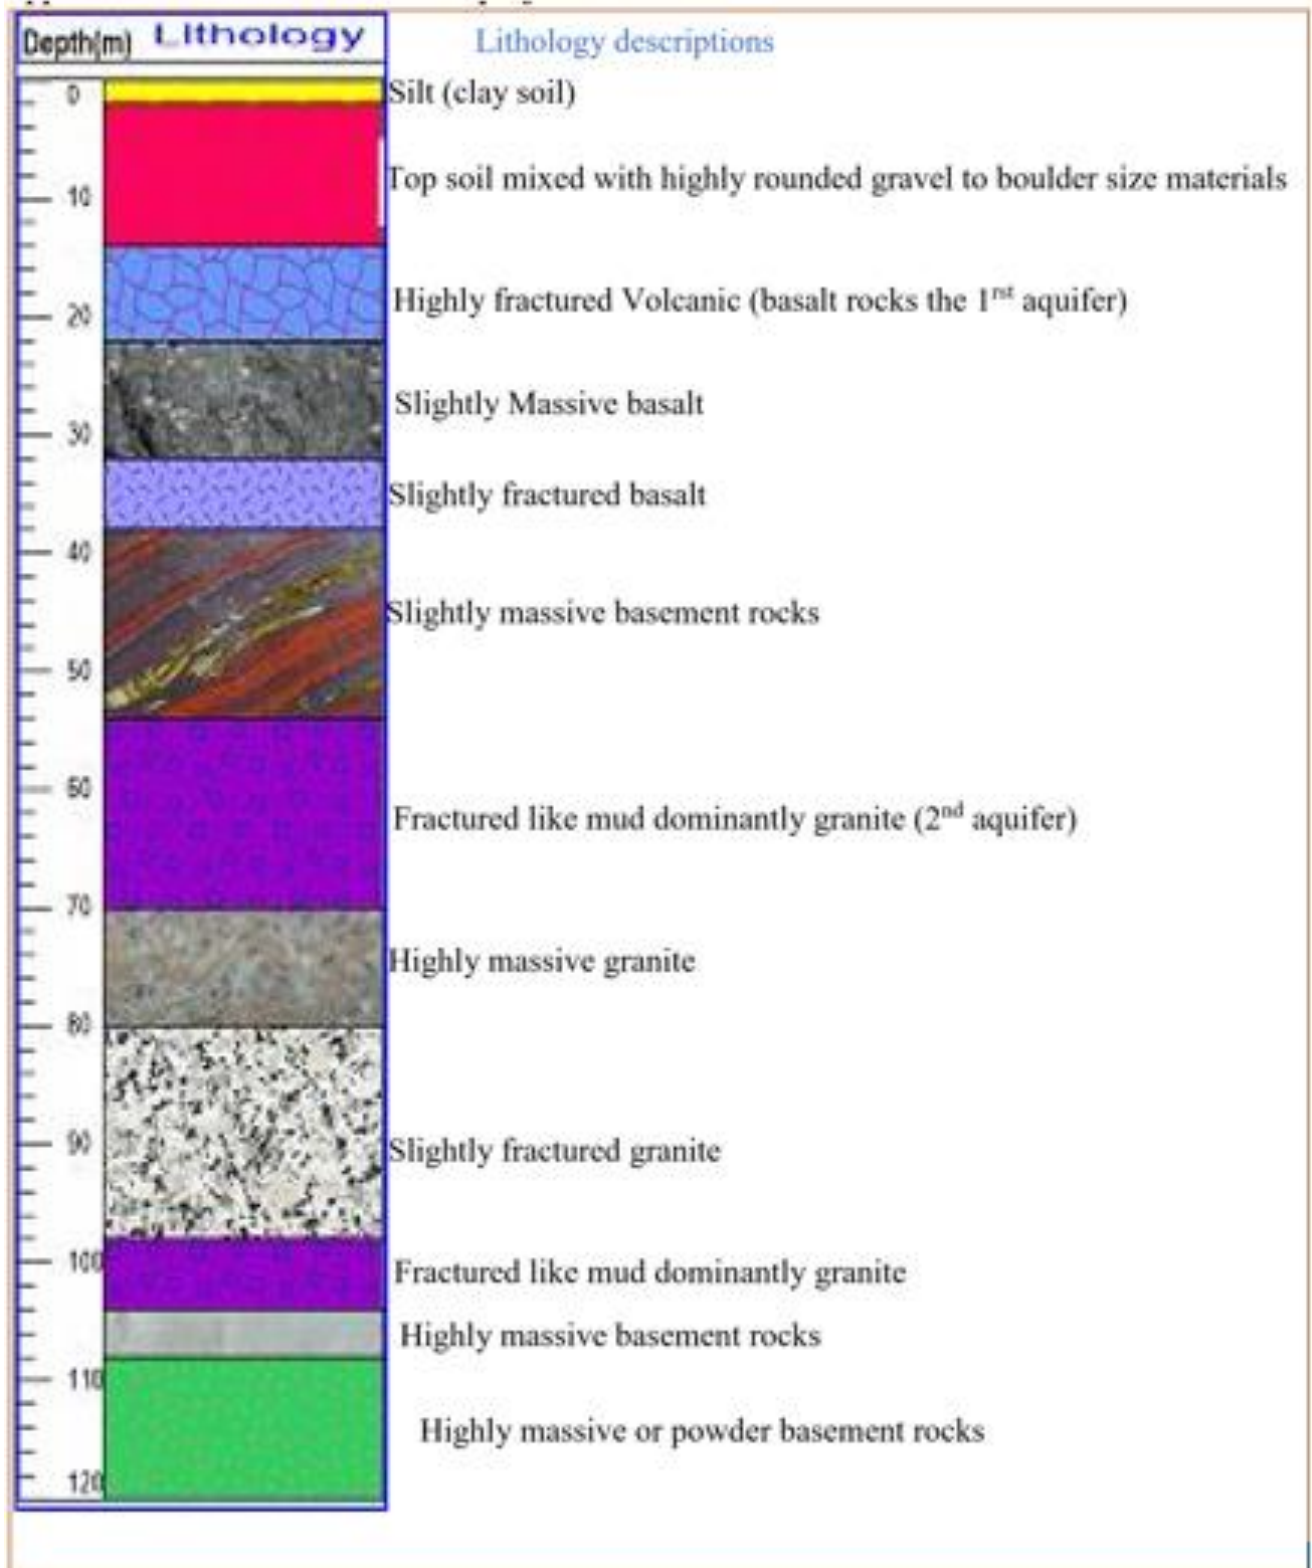 Depth(m) Lithology Lithology descriptions
0 Silt (clay soil)
Top soil mixed with highly rounded gravel to boulder size materials
10
Highly fractured Volcanic (basalt rocks the 1rst aquifer)
20
Slightly Massive basalt
30
Slightly fractured basalt
40
Slightly massive basement rocks
50
60
Fractured like mud dominantly granite (2nd aquifer)
70
Highly massive granite
80
90
Slightly fractured granite
100
Fractured like mud dominantly granite
Highly massive basement rocks
110
Highly massive or powder basement rocks
120